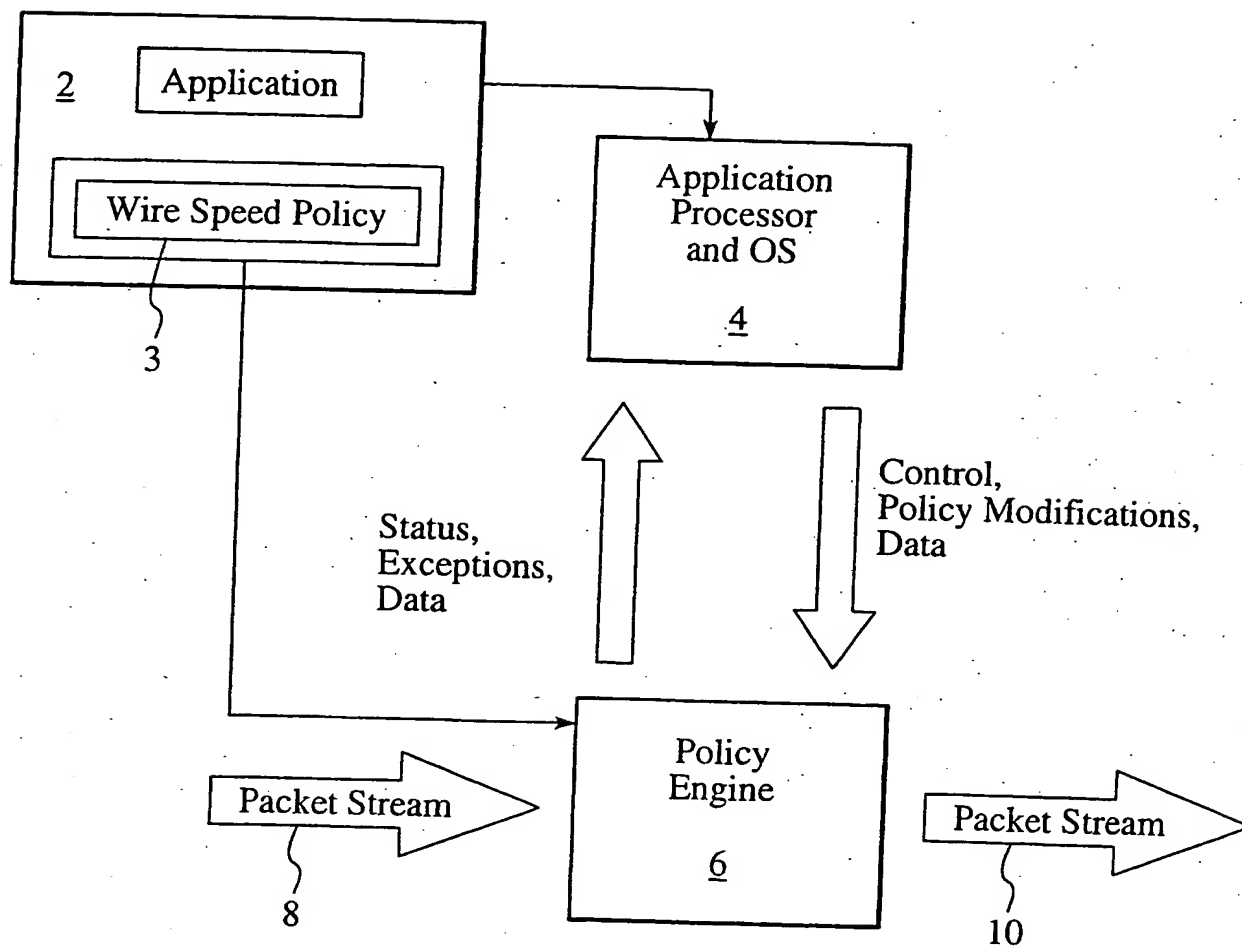 2
Application
Wire Speed Policy
3
Application
Processor
and OS
4
Status,
Exceptions,
Data
Control,
Policy Modifications,
Data
Policy
Engine
6
Packet Stream
8
Packet Stream
10